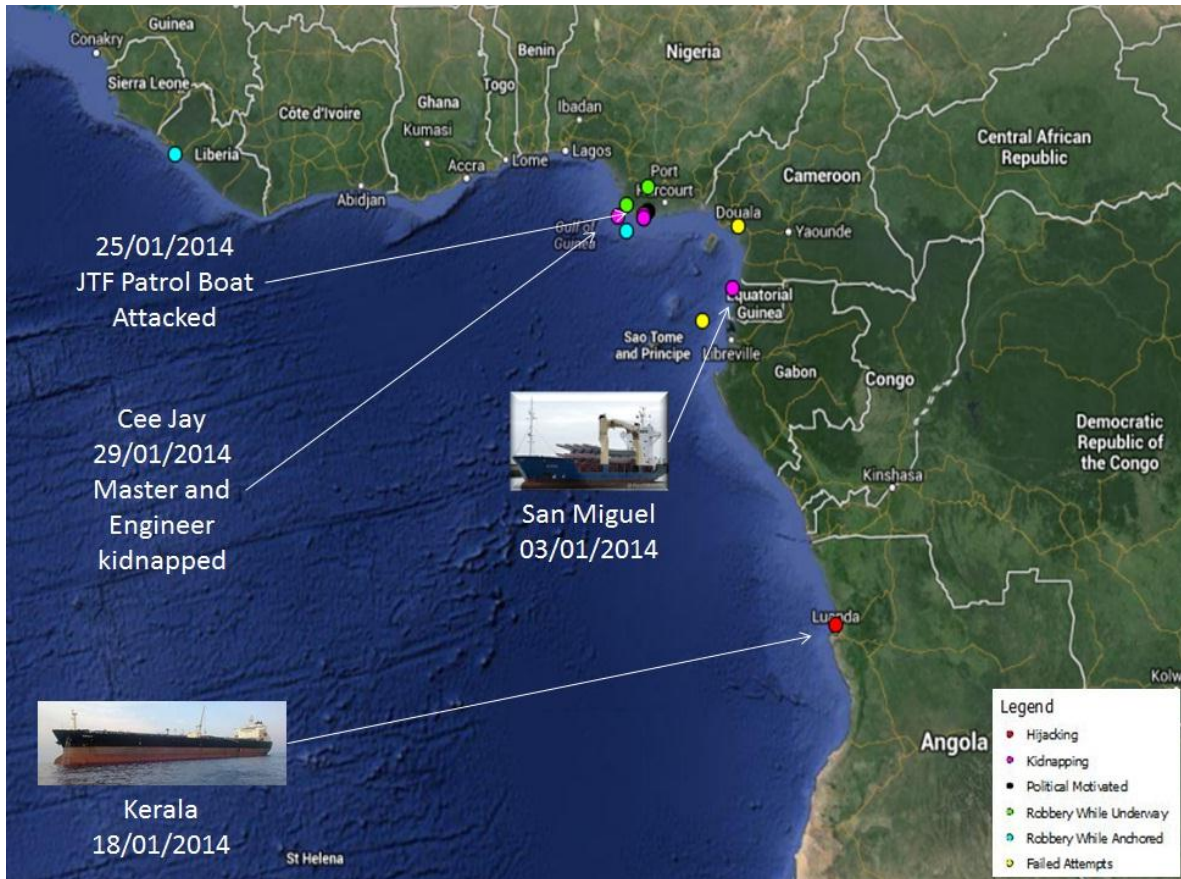 Guinea
Conakry
Sierra Leone
Liberia
Côte d'Ivoire
Abidjan
Ghana
Kumasi
Accra
Togo
Lome
Benin
Nigeria
Ibadan
Lagos
Port
Harcourt
Gulf of
Guinea
Cameroon
Douala
Yaounde
Central African
Republic
Equatorial
Guinea
Sao Tome
and Principe
Libreville
Gabon
Congo
Democratic
Republic of
the Congo
Kinshasa
Luanda
Angola
Kolw
St Helena
25/01/2014
JTF Patrol Boat
Attacked
Cee Jay
29/01/2014
Master and
Engineer
kidnapped
San Miguel
03/01/2014
Kerala
18/01/2014
Legend
Hijacking
Kidnapping
Political Motivated
Robbery While Underway
Robbery While Anchored
Failed Attempts